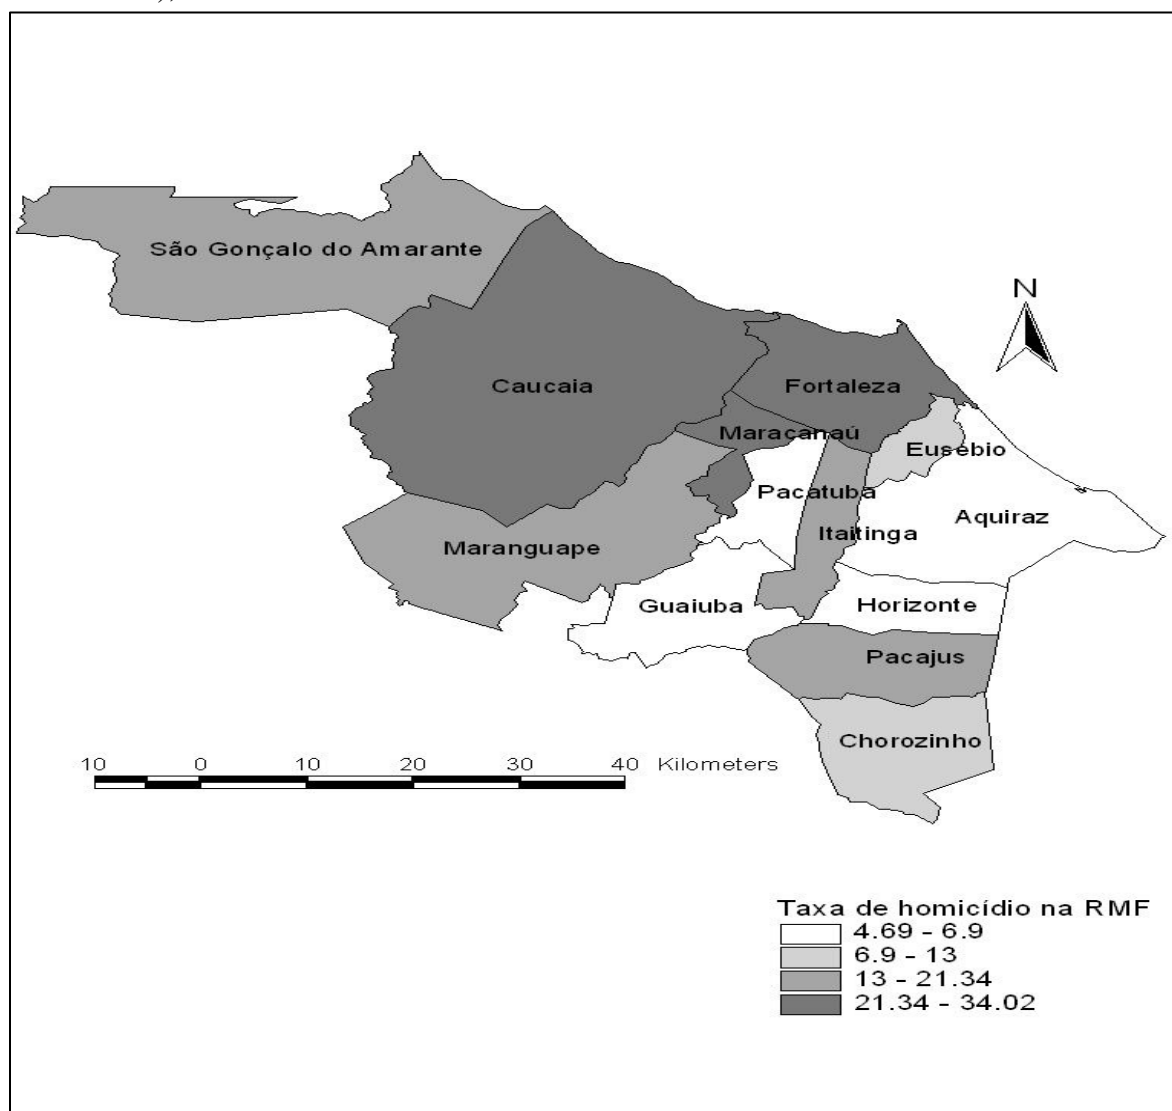 São Gonçalo do Amarante
N
Caucaia
Fortaleza
Maracanaú
Eusébio
Pacatuba
Aquiraz
Itaitinga
Maranguape
Guaiuba
Horizonte
Pacajus
Chorozinho
10 0 10 20 30 40 Kilometers
Taxa de homicídio na RMF
4.69 - 6.9
6.9 - 13
13 - 21.34
21.34 - 34.02